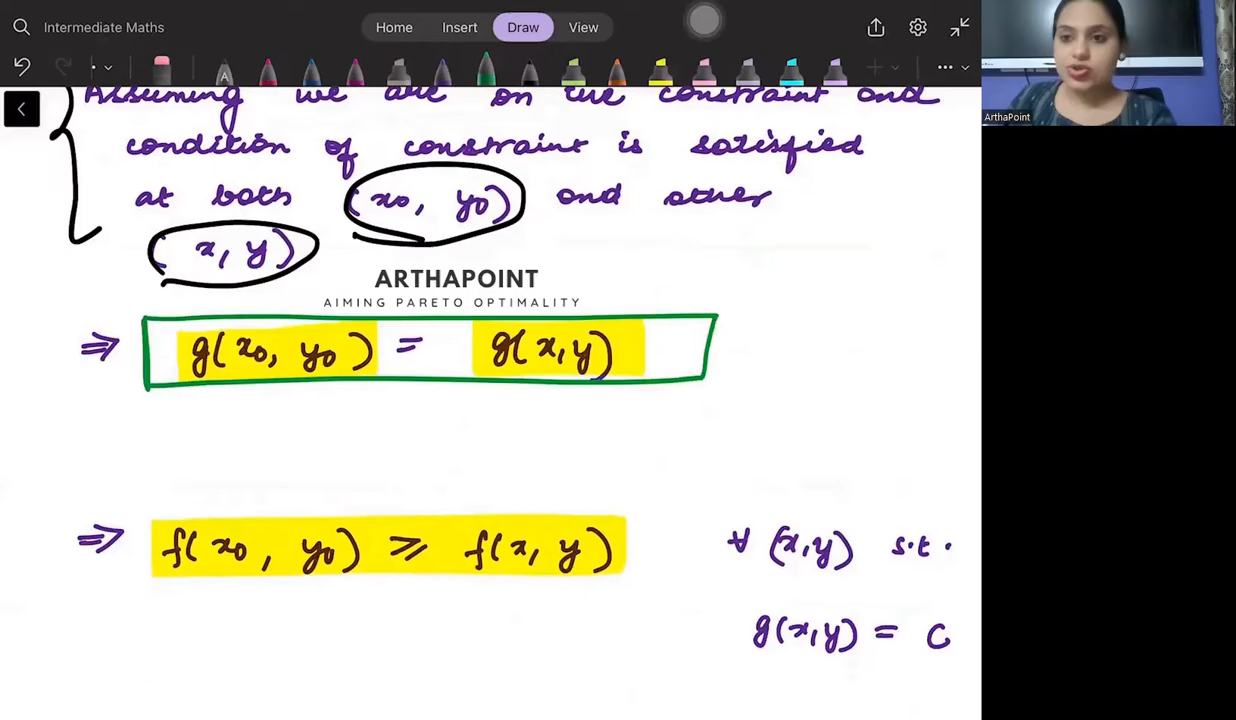 Intermediate Maths
Home Insert Draw View
ArthaPoint
Assuming we are on the constraint and
condition of constraint is satisfied
at both (x0, y0) and other
(x, y)
ARTHAPOINT
AIMING PARETO OPTIMALITY
⇒ g(x0, y0) = g(x,y)
⇒ f(x0, y0) ≥ f(x, y) ∀ (x,y) s.t.
g(x,y) = C